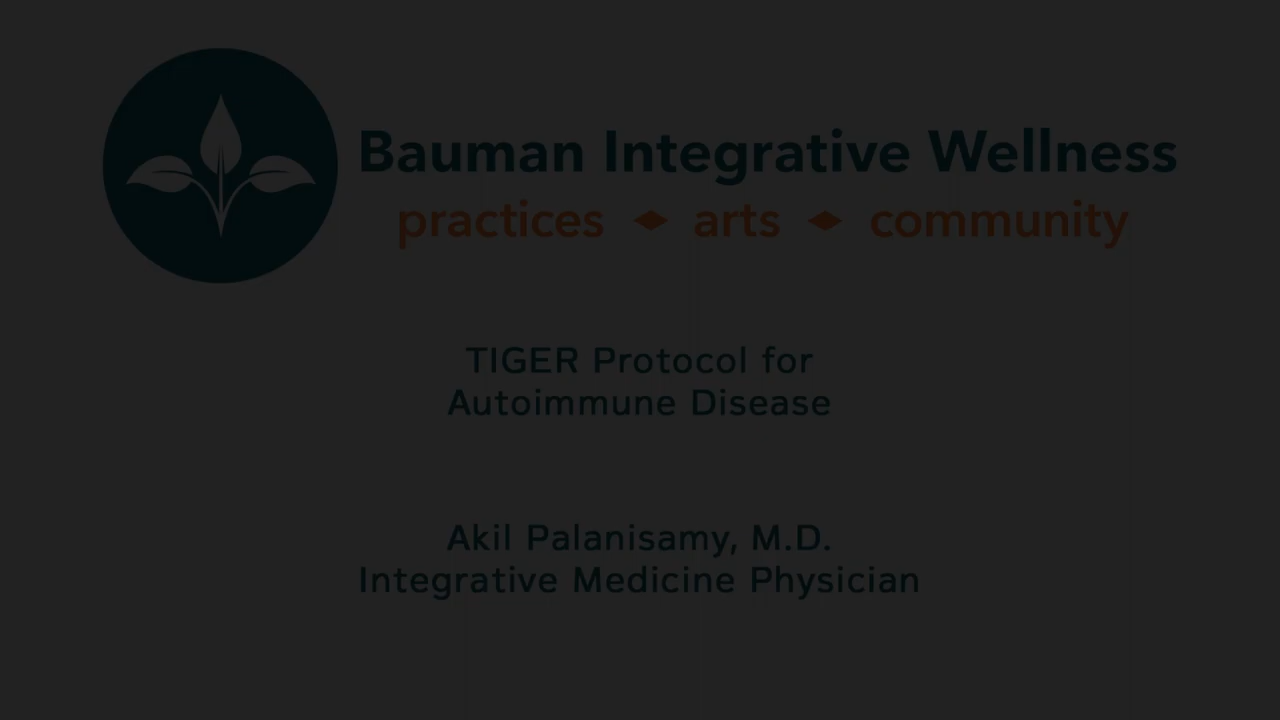 Bauman Integrative Wellness
practices ◆ arts ◆ community
TIGER Protocol for
Autoimmune Disease
Akil Palanisamy, M.D.
Integrative Medicine Physician